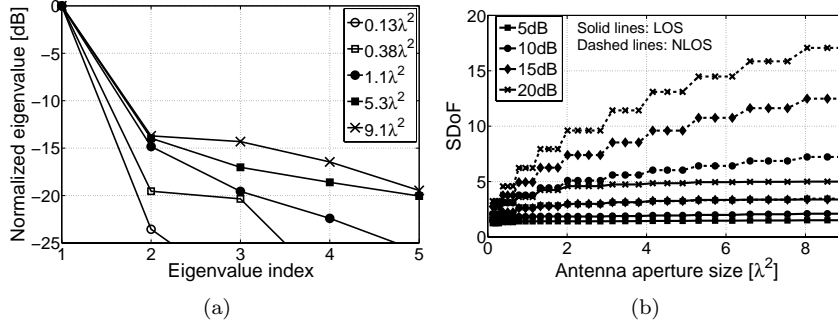 Normalized eigenvalue [dB]
0
−5
−10
−15
−20
−25
1
2
3
4
5
Eigenvalue index
0.13λ²
0.38λ²
1.1λ²
5.3λ²
9.1λ²
(a)
SDoF
20
15
10
5
0
0
2
4
6
8
Antenna aperture size [λ²]
5dB
10dB
15dB
20dB
Solid lines: LOS
Dashed lines: NLOS
(b)